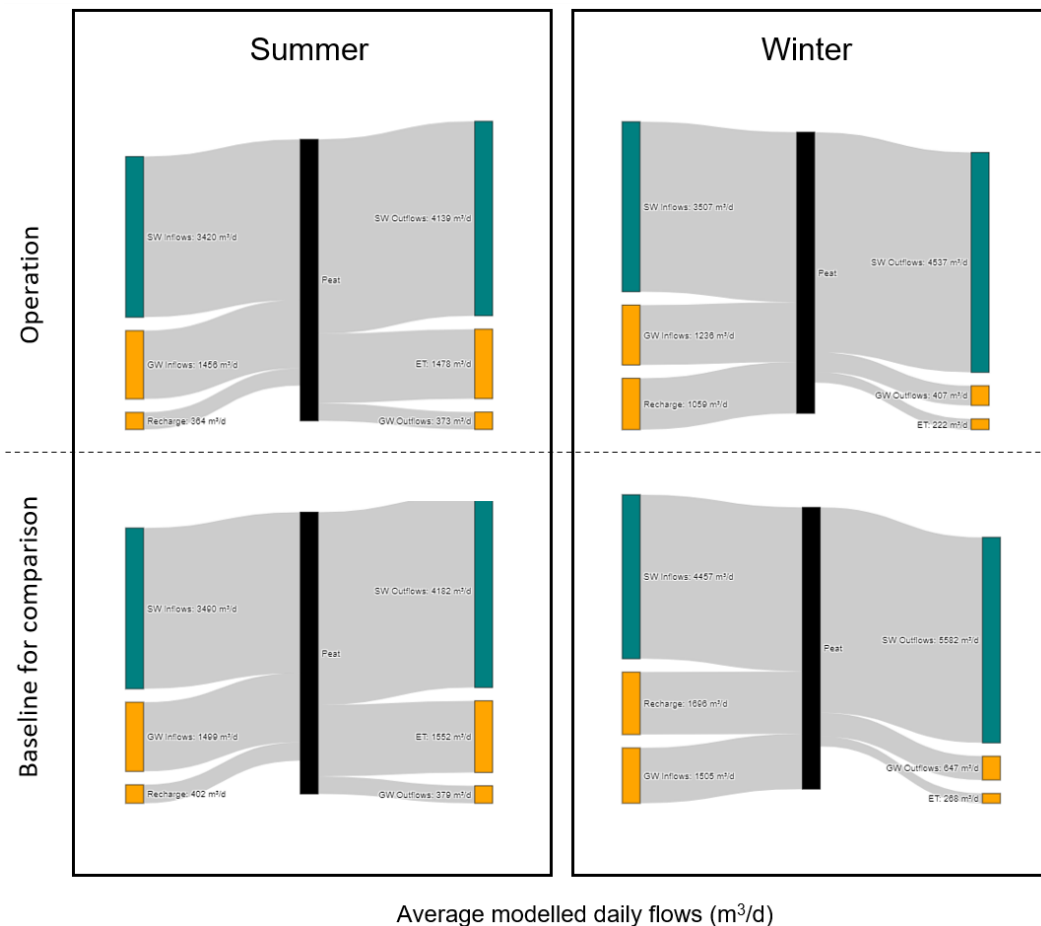 Summer
Winter
Operation
SW Inflows: 3420 m³/d
GW Inflows: 1456 m³/d
Recharge: 364 m³/d
Peat
SW Outflows: 4139 m³/d
ET: 1478 m³/d
GW Outflows: 373 m³/d
SW Inflows: 3507 m³/d
GW Inflows: 1236 m³/d
Recharge: 1059 m³/d
Peat
SW Outflows: 4537 m³/d
GW Outflows: 407 m³/d
ET: 222 m³/d
Baseline for comparison
SW Inflows: 3490 m³/d
GW Inflows: 1499 m³/d
Recharge: 402 m³/d
Peat
SW Outflows: 4182 m³/d
ET: 1552 m³/d
GW Outflows: 379 m³/d
SW Inflows: 4457 m³/d
Recharge: 1696 m³/d
GW Inflows: 1505 m³/d
Peat
SW Outflows: 5582 m³/d
GW Outflows: 647 m³/d
ET: 268 m³/d
Average modelled daily flows (m³/d)